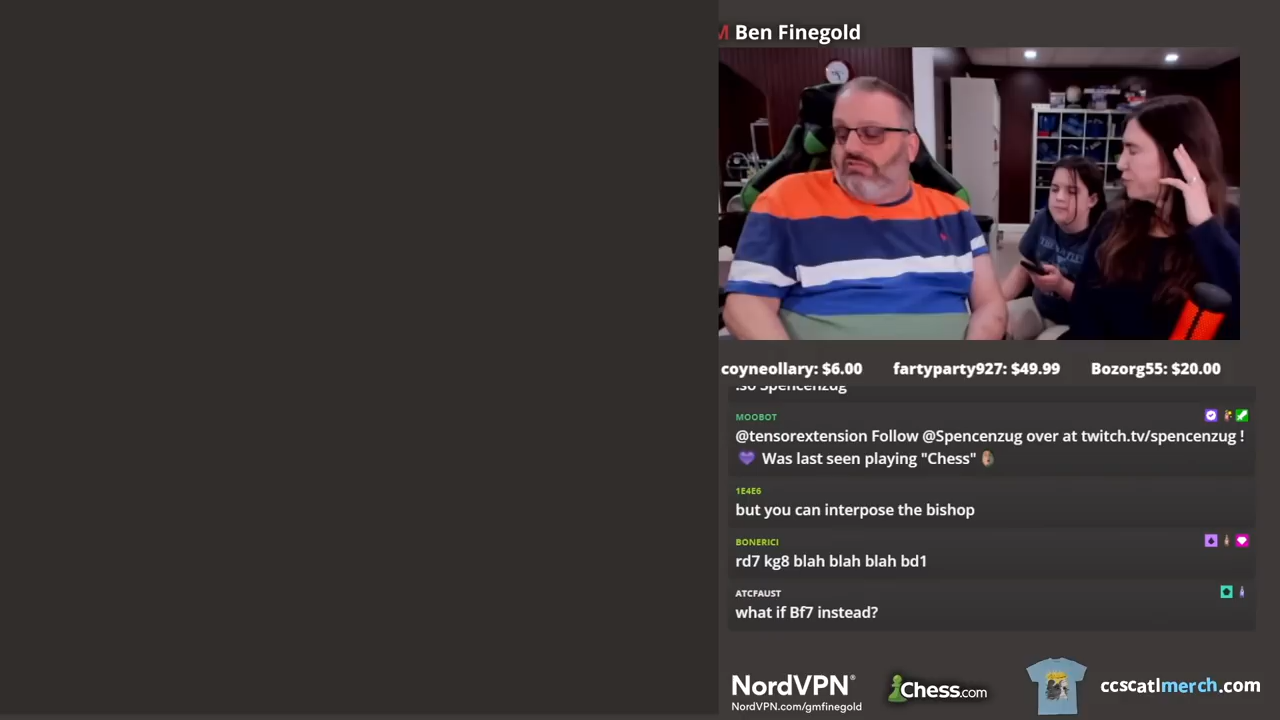 M Ben Finegold
coyneollary: $6.00 fartyparty927: $49.99 Bozorg55: $20.00
.so Spencenzug
MOOBOT
@tensorextension Follow @Spencenzug over at twitch.tv/spencenzug !
Was last seen playing "Chess"
1E4E6
but you can interpose the bishop
BONERICI
rd7 kg8 blah blah blah bd1
ATCFAUST
what if Bf7 instead?
NordVPN®
NordVPN.com/gmfinegold
Chess.com
ccscatlmerch.com